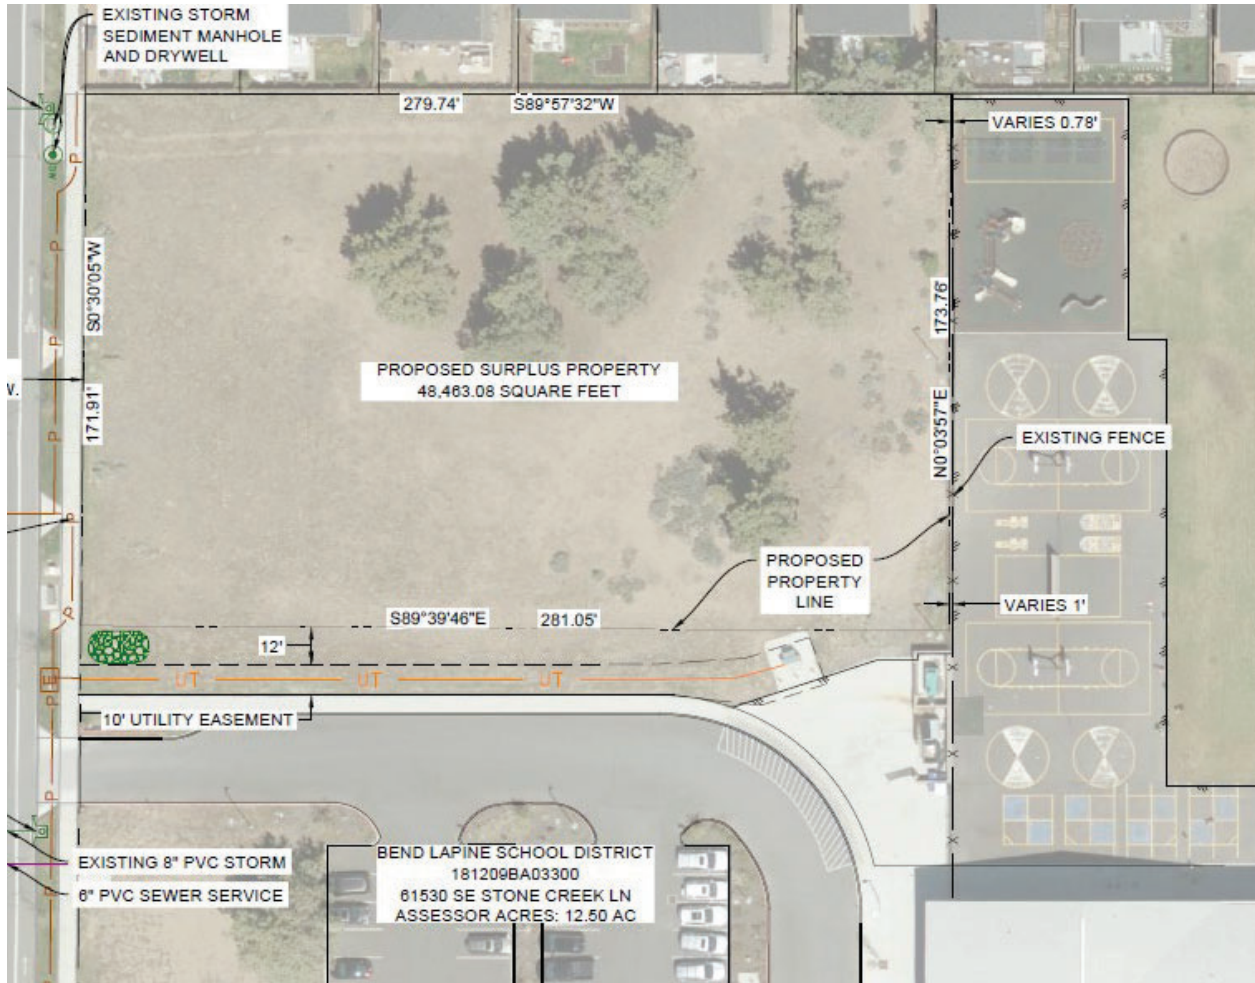 EXISTING STORM
SEDIMENT MANHOLE
AND DRYWELL
279.74'
S89°57'32"W
VARIES 0.78'
DW
P
P
S0°30'05"W
171.91'
173.76'
N0°03'57"E
P
PROPOSED SURPLUS PROPERTY
48,463.08 SQUARE FEET
W.
P
EXISTING FENCE
P
PROPOSED
PROPERTY
LINE
VARIES 1'
P
S89°39'46"E
281.05'
12'
E
UT
UT
UT
P
10' UTILITY EASEMENT
P
BEND LAPINE SCHOOL DISTRICT
181209BA03300
61530 SE STONE CREEK LN
ASSESSOR ACRES: 12.50 AC
EXISTING 8" PVC STORM
6" PVC SEWER SERVICE
P